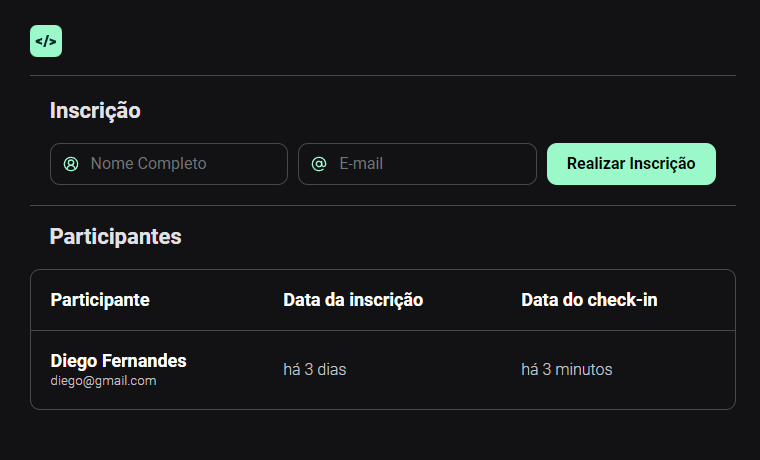 </>
Inscrição
Nome Completo
E-mail
Realizar Inscrição
Participantes
Participante Data da inscrição Data do check-in
Diego Fernandes
diego@gmail.com
há 3 dias
há 3 minutos